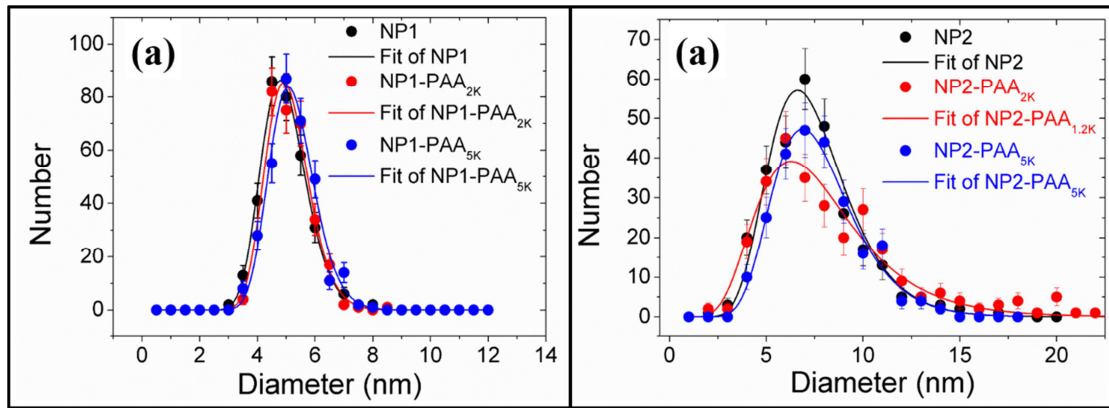 (a)
NP1
Fit of NP1
NP1-PAA2K
Fit of NP1-PAA2K
NP1-PAA5K
Fit of NP1-PAA5K
100
80
60
40
20
0
Number
0 2 4 6 8 10 12 14
Diameter (nm)
(a)
NP2
Fit of NP2
NP2-PAA2K
Fit of NP2-PAA1.2K
NP2-PAA5K
Fit of NP2-PAA5K
70
60
50
40
30
20
10
0
Number
0 5 10 15 20
Diameter (nm)